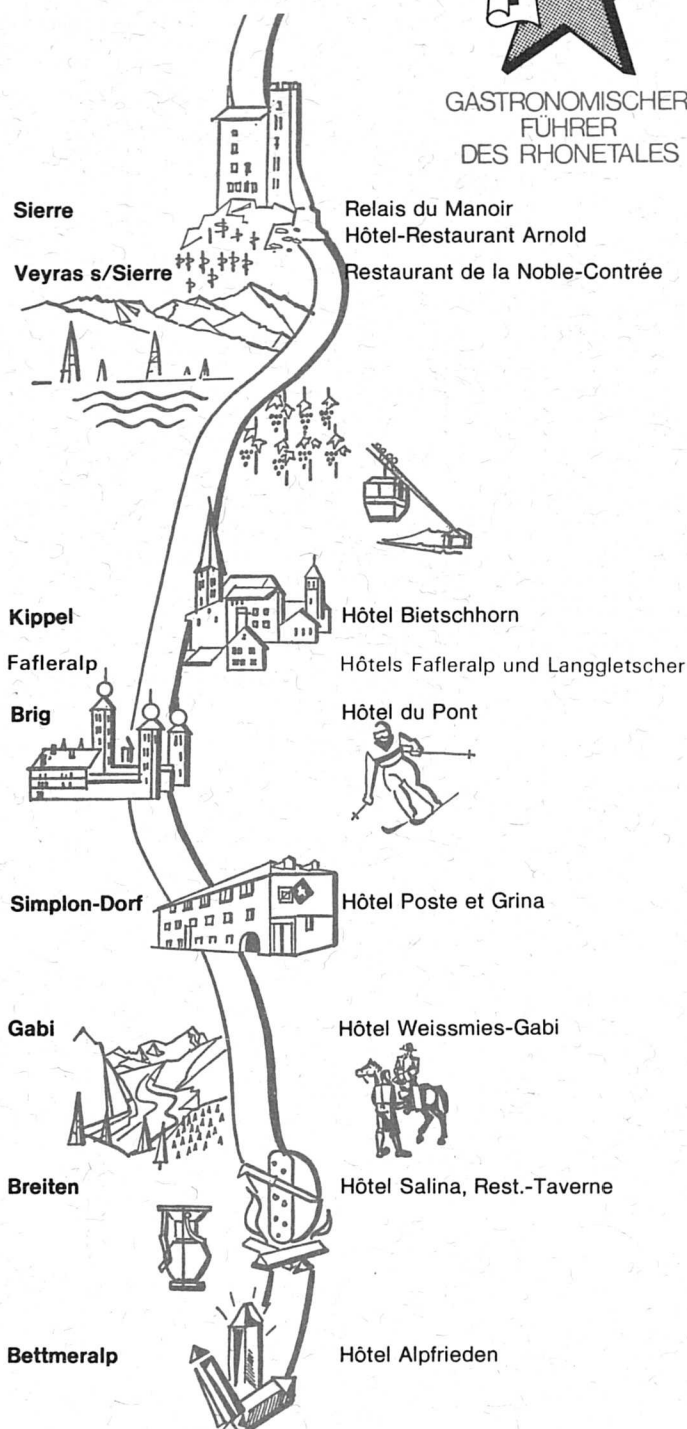 GASTRONOMISCHER
FÜHRER
DES RHONETALES
Sierre Relais du Manoir
Hôtel-Restaurant Arnold
Veyras s/Sierre Restaurant de la Noble-Contrée
Kippel Hôtel Bietschhorn
Fafleralp Hôtels Fafleralp und Langgletscher
Brig Hôtel du Pont
Simplon-Dorf Hôtel Poste et Grina
Gabi Hôtel Weissmies-Gabi
Breiten Hôtel Salina, Rest.-Taverne
Bettmeralp Hôtel Alpfrieden